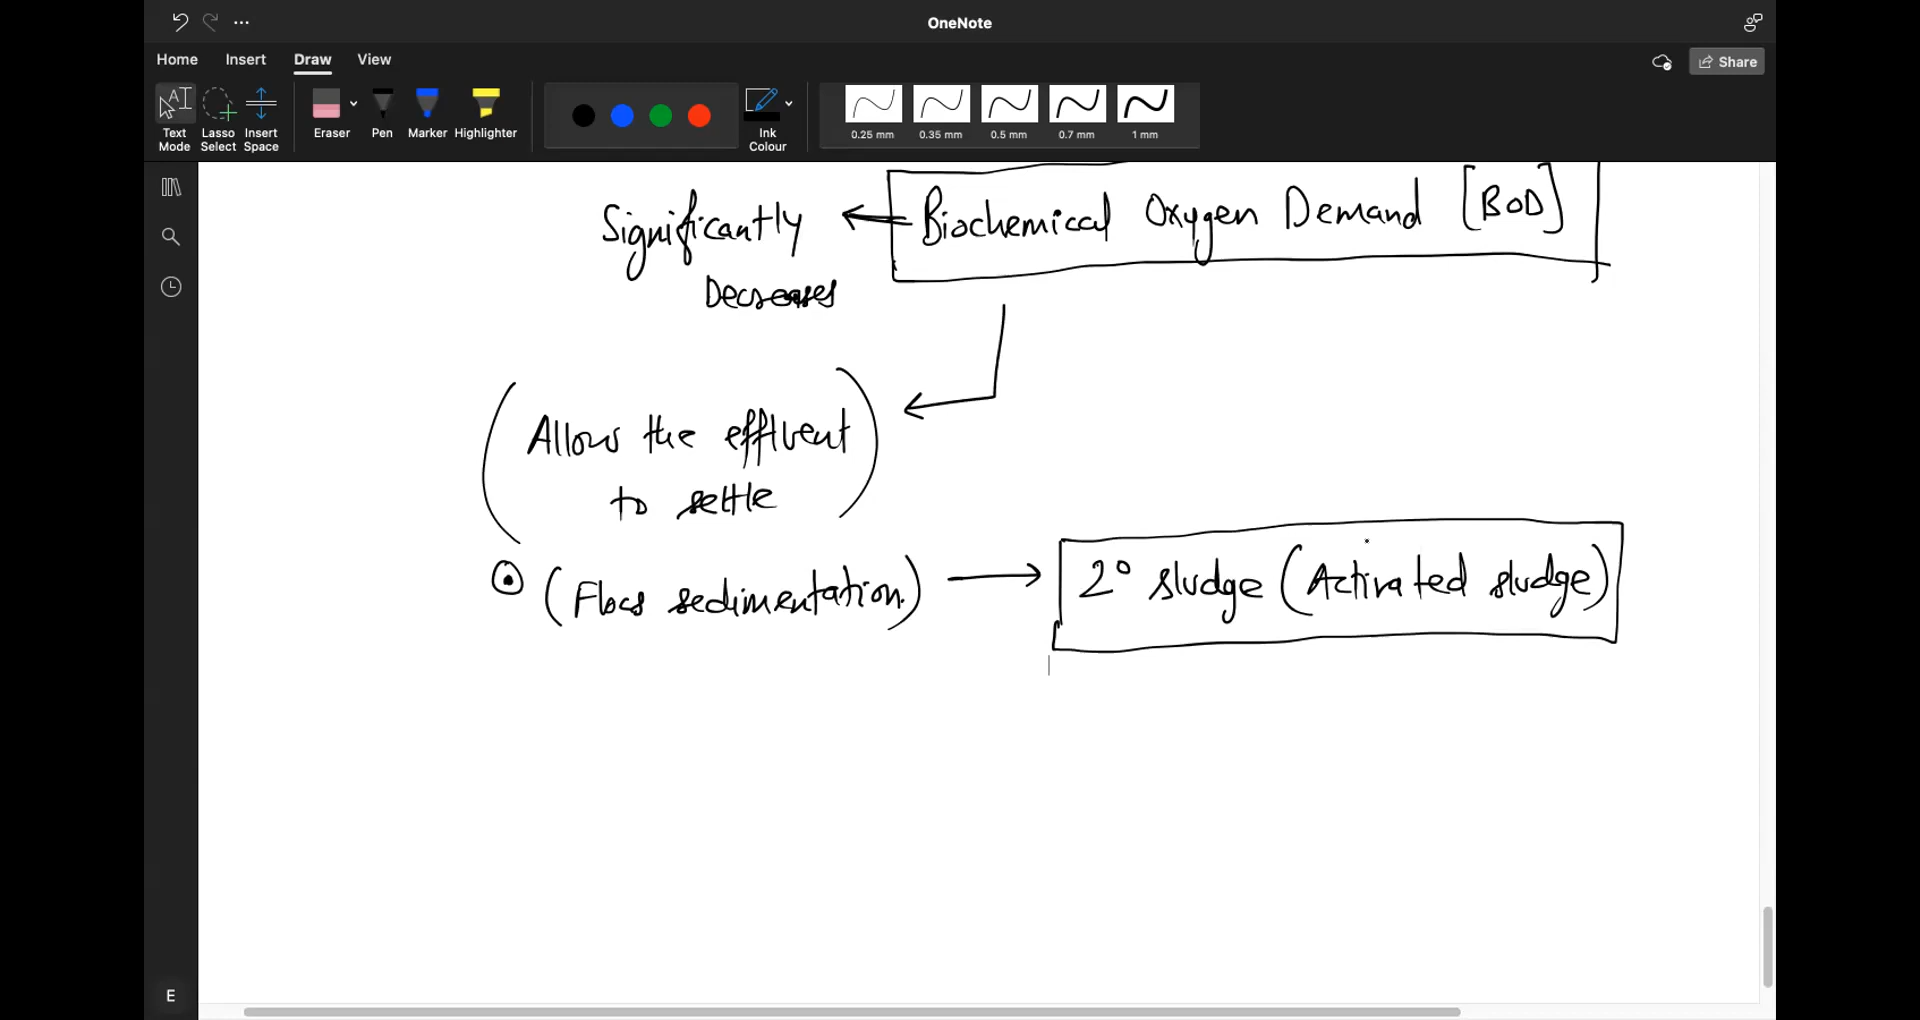 OneNote
Home Insert Draw View
Share
Text Mode
Lasso Select
Insert Space
Eraser
Pen
Marker
Highlighter
Ink Colour
0.25 mm
0.35 mm
0.5 mm
0.7 mm
1 mm
Significantly ← Biochemical Oxygen Demand [BOD]
Decreases
(Allows the effluent
to settle)
(Flocs sedimentation) → 2° sludge (Activated sludge)
E